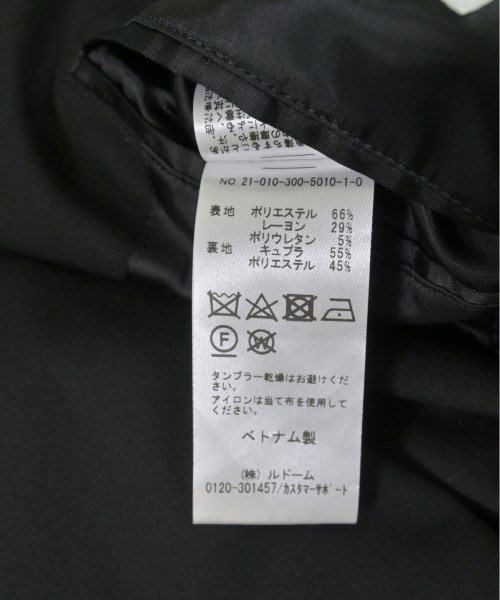 NO 21-010-300-5010-1-0
表地 ポリエステル 66%
レーヨン 29%
ポリウレタン 5%
裏地 キュプラ 55%
ポリエステル 45%
F W
タンブラー乾燥はお避けくだ
さい。
アイロンは当て布を使用して
ください。
ベトナム製
(株) ルドーム
0120-301457/カスタマーサポート